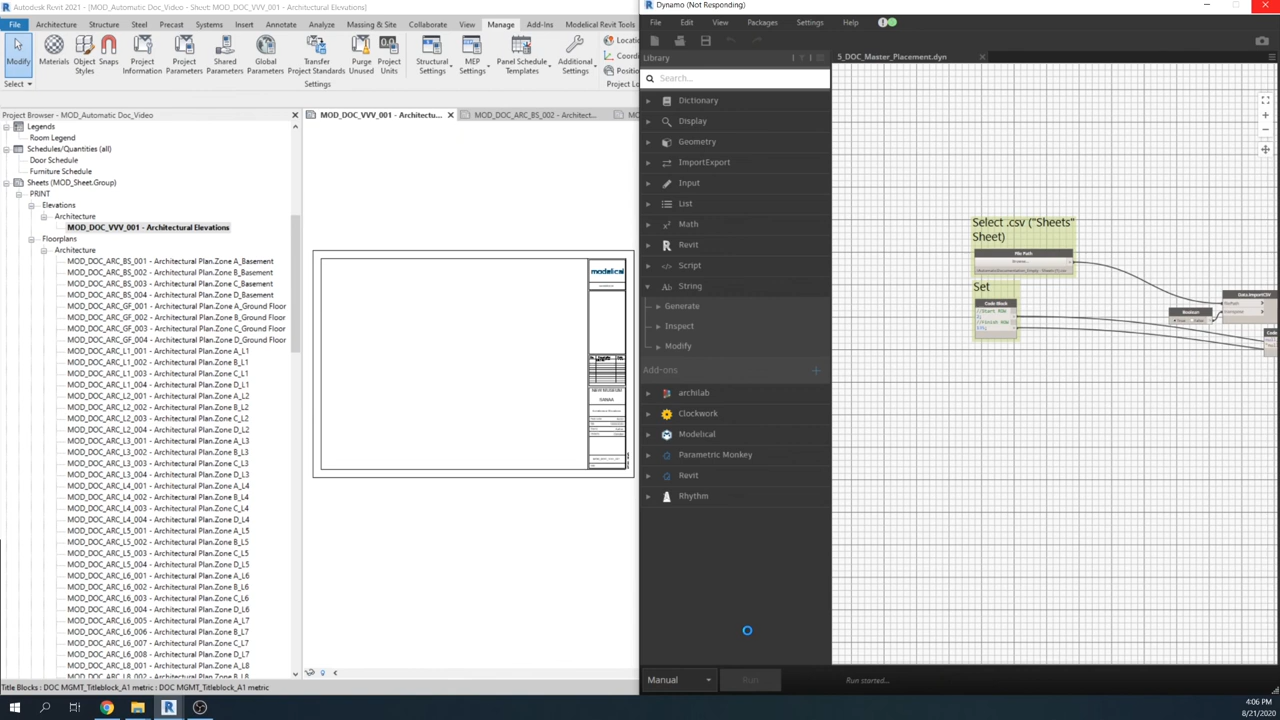 Autodesk Revit 2021 - [MOD_Automatic Doc_Video - Sheet: MOD_DOC_VVV_001 - Architectural Elevations]
File Architecture Structure Steel Precast Systems Insert Annotate Analyze Massing & Site Collaborate View Manage Add-Ins Modelical Revit Tools
Modify Materials Object Styles Snaps Project Information Project Parameters Shared Parameters Global Parameters Transfer Project Standards Purge Unused Project Units Structural Settings MEP Settings Panel Schedule Templates Additional Settings
Select Settings
Project Browser - MOD_Automatic Doc_Video
Legends
Room Legend
Schedules/Quantities (all)
Door Schedule
Furniture Schedule
Sheets (MOD_Sheet.Group)
PRINT
Elevations
Architecture
MOD_DOC_VVV_001 - Architectural Elevations
Floorplans
Architecture
MOD_DOC_ARC_BS_001 - Architectural Plan.Zone A_Basement
MOD_DOC_ARC_BS_002 - Architectural Plan.Zone B_Basement
MOD_DOC_ARC_BS_003 - Architectural Plan.Zone C_Basement
MOD_DOC_ARC_BS_004 - Architectural Plan.Zone D_Basement
MOD_DOC_ARC_GF_001 - Architectural Plan.Zone A_Ground Floor
MOD_DOC_ARC_GF_002 - Architectural Plan.Zone B_Ground Floor
MOD_DOC_ARC_GF_003 - Architectural Plan.Zone C_Ground Floor
MOD_DOC_ARC_GF_004 - Architectural Plan.Zone D_Ground Floor
MOD_DOC_ARC_L1_001 - Architectural Plan.Zone A_L1
MOD_DOC_ARC_L1_002 - Architectural Plan.Zone B_L1
MOD_DOC_ARC_L1_003 - Architectural Plan.Zone C_L1
MOD_DOC_ARC_L1_004 - Architectural Plan.Zone D_L1
MOD_DOC_ARC_L2_001 - Architectural Plan.Zone A_L2
MOD_DOC_ARC_L2_002 - Architectural Plan.Zone B_L2
MOD_DOC_ARC_L2_003 - Architectural Plan.Zone C_L2
MOD_DOC_ARC_L2_004 - Architectural Plan.Zone D_L2
MOD_DOC_ARC_L3_001 - Architectural Plan.Zone A_L3
MOD_DOC_ARC_L3_002 - Architectural Plan.Zone B_L3
MOD_DOC_ARC_L3_003 - Architectural Plan.Zone C_L3
MOD_DOC_ARC_L3_004 - Architectural Plan.Zone D_L3
MOD_DOC_ARC_L4_001 - Architectural Plan.Zone A_L4
MOD_DOC_ARC_L4_002 - Architectural Plan.Zone B_L4
MOD_DOC_ARC_L4_003 - Architectural Plan.Zone C_L4
MOD_DOC_ARC_L4_004 - Architectural Plan.Zone D_L4
MOD_DOC_ARC_L5_001 - Architectural Plan.Zone A_L5
MOD_DOC_ARC_L5_002 - Architectural Plan.Zone B_L5
MOD_DOC_ARC_L5_003 - Architectural Plan.Zone C_L5
MOD_DOC_ARC_L5_004 - Architectural Plan.Zone D_L5
MOD_DOC_ARC_L6_001 - Architectural Plan.Zone A_L6
MOD_DOC_ARC_L6_002 - Architectural Plan.Zone B_L6
MOD_DOC_ARC_L6_003 - Architectural Plan.Zone C_L6
MOD_DOC_ARC_L6_004 - Architectural Plan.Zone D_L6
MOD_DOC_ARC_L6_005 - Architectural Plan.Zone A_L7
MOD_DOC_ARC_L6_006 - Architectural Plan.Zone B_L7
MOD_DOC_ARC_L6_007 - Architectural Plan.Zone C_L7
MOD_DOC_ARC_L6_008 - Architectural Plan.Zone D_L7
MOD_DOC_ARC_L8_001 - Architectural Plan.Zone A_L8
Title Blocks : DOC MGMT_Titleblock_A1 metric : DOC MGMT_Titleblock_A1 metric
MOD_DOC_VVV_001 - Architectu...
MOD_DOC_ARC_BS_002 - Architect...
modelical
Dynamo (Not Responding)
File Edit View Packages Settings Help
Library
5_DOC_Master_Placement.dyn
Search...
Dictionary
Display
Geometry
ImportExport
Input
List
Math
Revit
Script
String
Generate
Inspect
Modify
Add-ons
archilab
Clockwork
Modelical
Parametric Monkey
Revit
Rhythm
Select .csv ("Sheets"
Sheet)
File Path
Browse...
Set
Code Block
Data.ImportCSV
Boolean
Manual
Run
Run started...
4:06 PM
8/21/2020